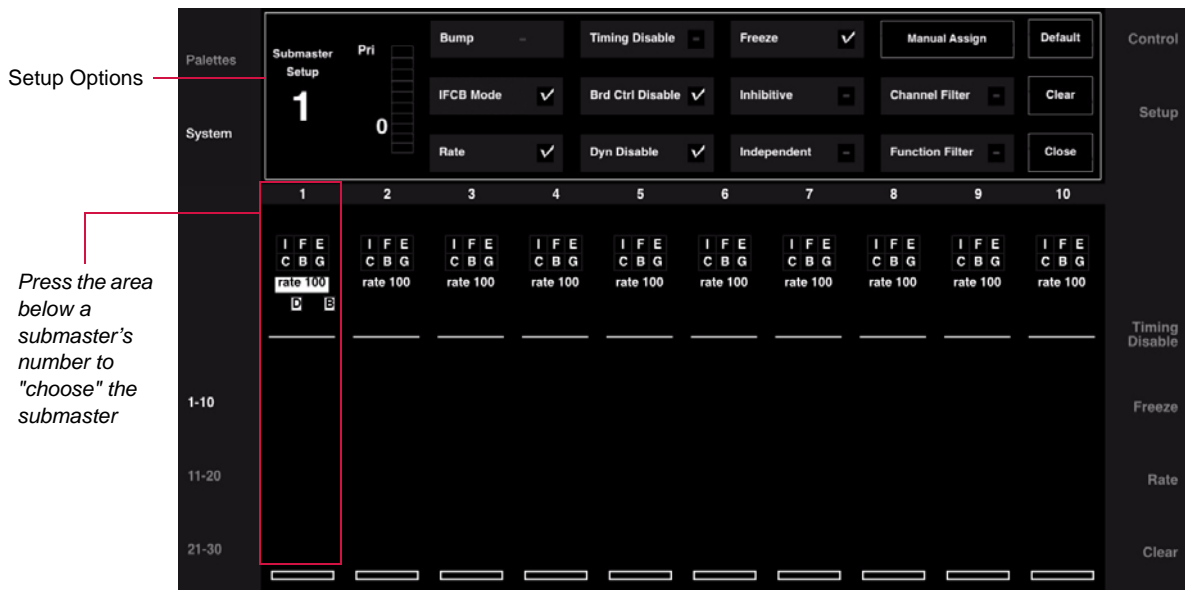 Setup Options
Press the area
below a
submaster's
number to
"choose" the
submaster
Palettes
System
1-10
11-20
21-30
Submaster
Setup
1
Pri
0
Bump -
Timing Disable -
Freeze ✓
Manual Assign
Default
IFCB Mode ✓
Brd Ctrl Disable ✓
Inhibitive -
Channel Filter -
Clear
Rate ✓
Dyn Disable ✓
Independent -
Function Filter -
Close
1 2 3 4 5 6 7 8 9 10
I F E I F E I F E I F E I F E I F E I F E I F E I F E I F E
C B G C B G C B G C B G C B G C B G C B G C B G C B G C B G
rate 100 rate 100 rate 100 rate 100 rate 100 rate 100 rate 100 rate 100 rate 100 rate 100
D B
Control
Setup
Timing
Disable
Freeze
Rate
Clear